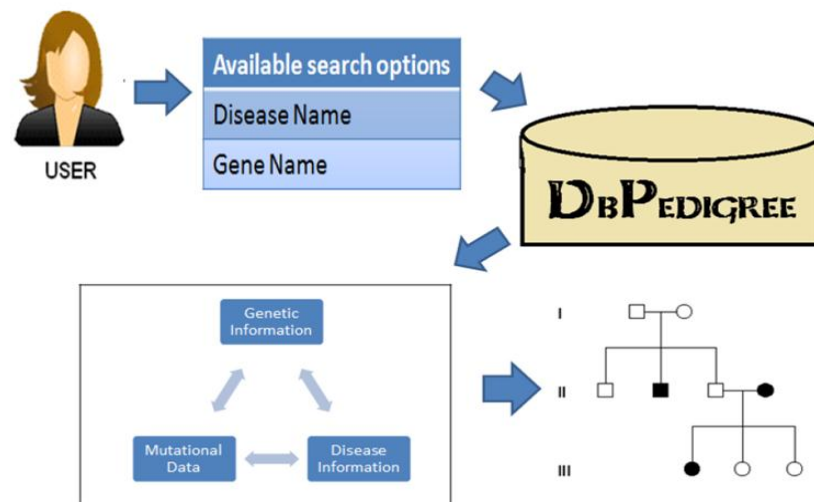 USER
Available search options
Disease Name
Gene Name
DBPEDIGREE
Genetic
Information
Mutational
Data
Disease
Information
I
II
III